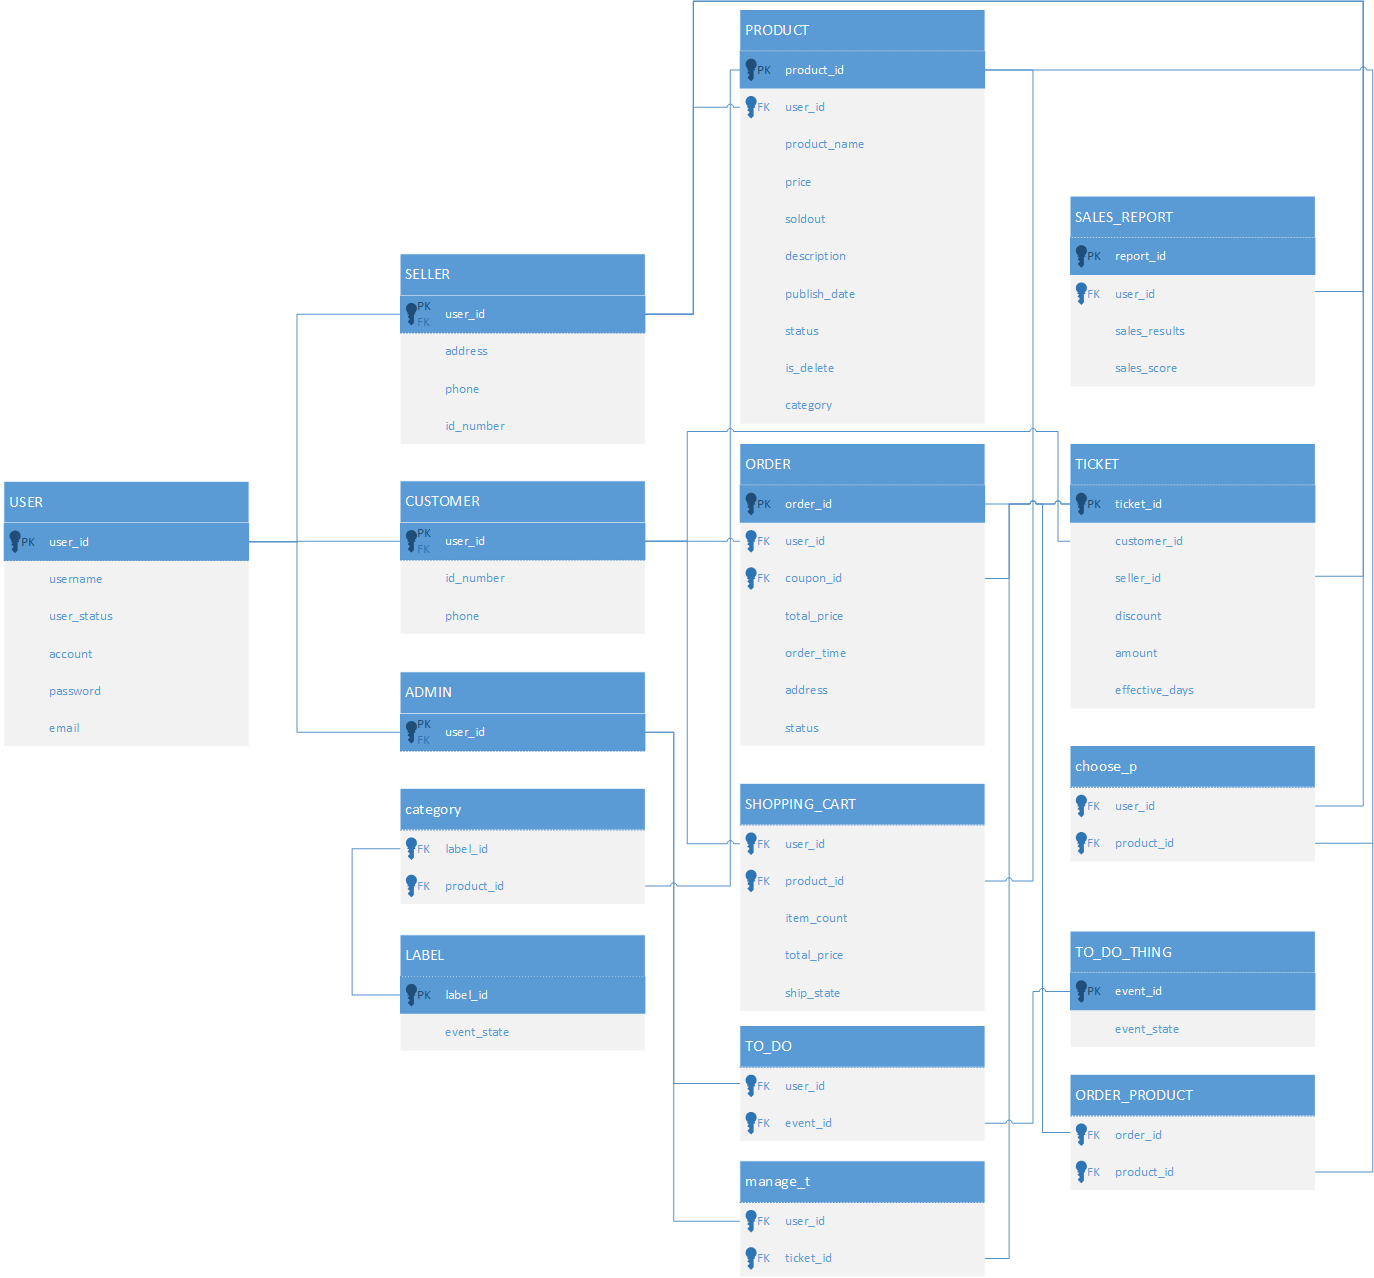 PRODUCT
PK product_id
FK user_id
product_name
price
soldout
description
publish_date
status
is_delete
category
SALES_REPORT
PK report_id
FK user_id
sales_results
sales_score
SELLER
PK
FK
user_id
address
phone
id_number
USER
PK user_id
username
user_status
account
password
email
CUSTOMER
PK
FK
user_id
id_number
phone
ORDER
PK order_id
FK user_id
FK coupon_id
total_price
order_time
address
status
TICKET
PK ticket_id
customer_id
seller_id
discount
amount
effective_days
ADMIN
PK
FK
user_id
category
FK label_id
FK product_id
SHOPPING_CART
FK user_id
FK product_id
item_count
total_price
ship_state
choose_p
FK user_id
FK product_id
LABEL
PK label_id
event_state
TO_DO_THING
PK event_id
event_state
TO_DO
FK user_id
FK event_id
ORDER_PRODUCT
FK order_id
FK product_id
manage_t
FK user_id
FK ticket_id